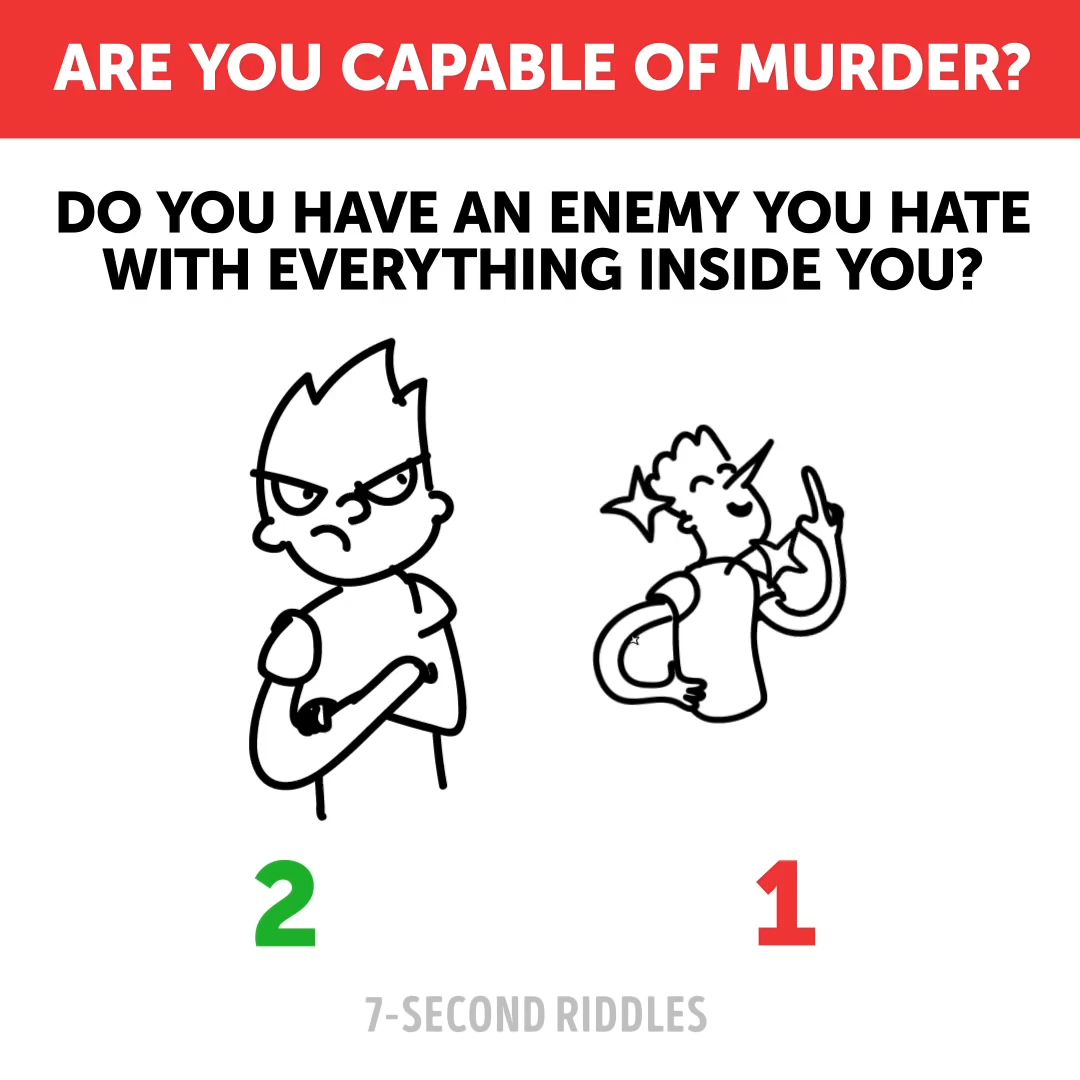 ARE YOU CAPABLE OF MURDER?
DO YOU HAVE AN ENEMY YOU HATE
WITH EVERYTHING INSIDE YOU?
2 1
7-SECOND RIDDLES